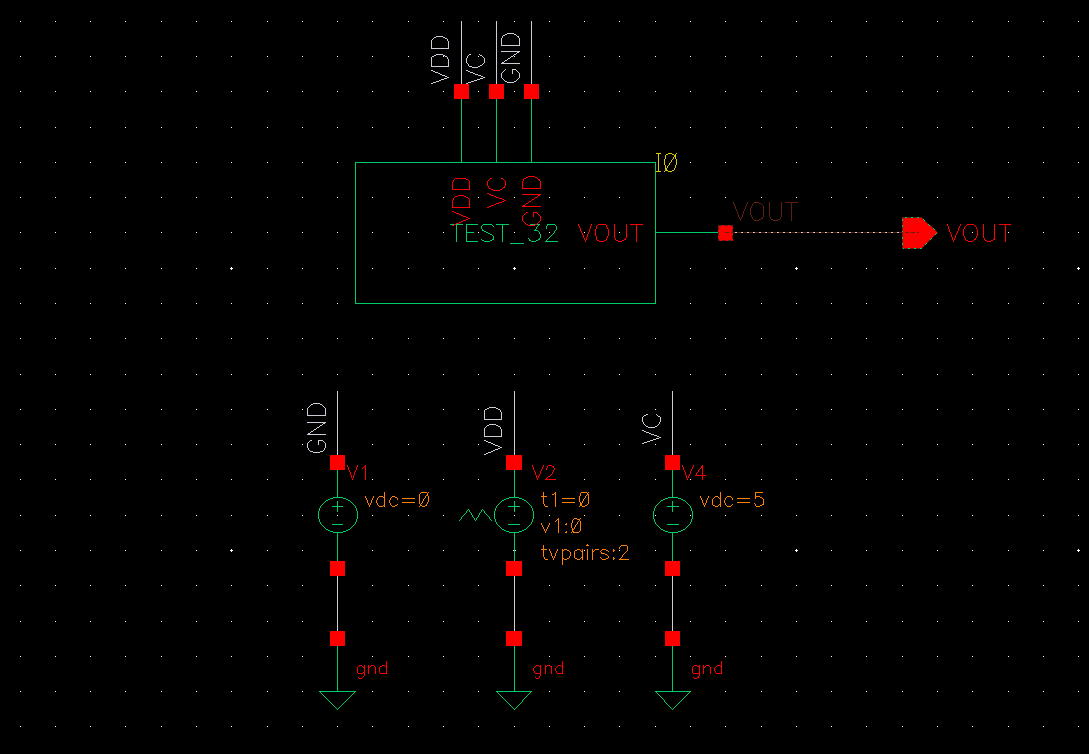 VDD
VC
GND
I0
VDD
VC
GND
TEST_32
VOUT
VOUT
VOUT
GND
VDD
VC
V1
vdc=0
V2
t1=0
v1:0
tvpairs:2
V4
vdc=5
gnd
gnd
gnd